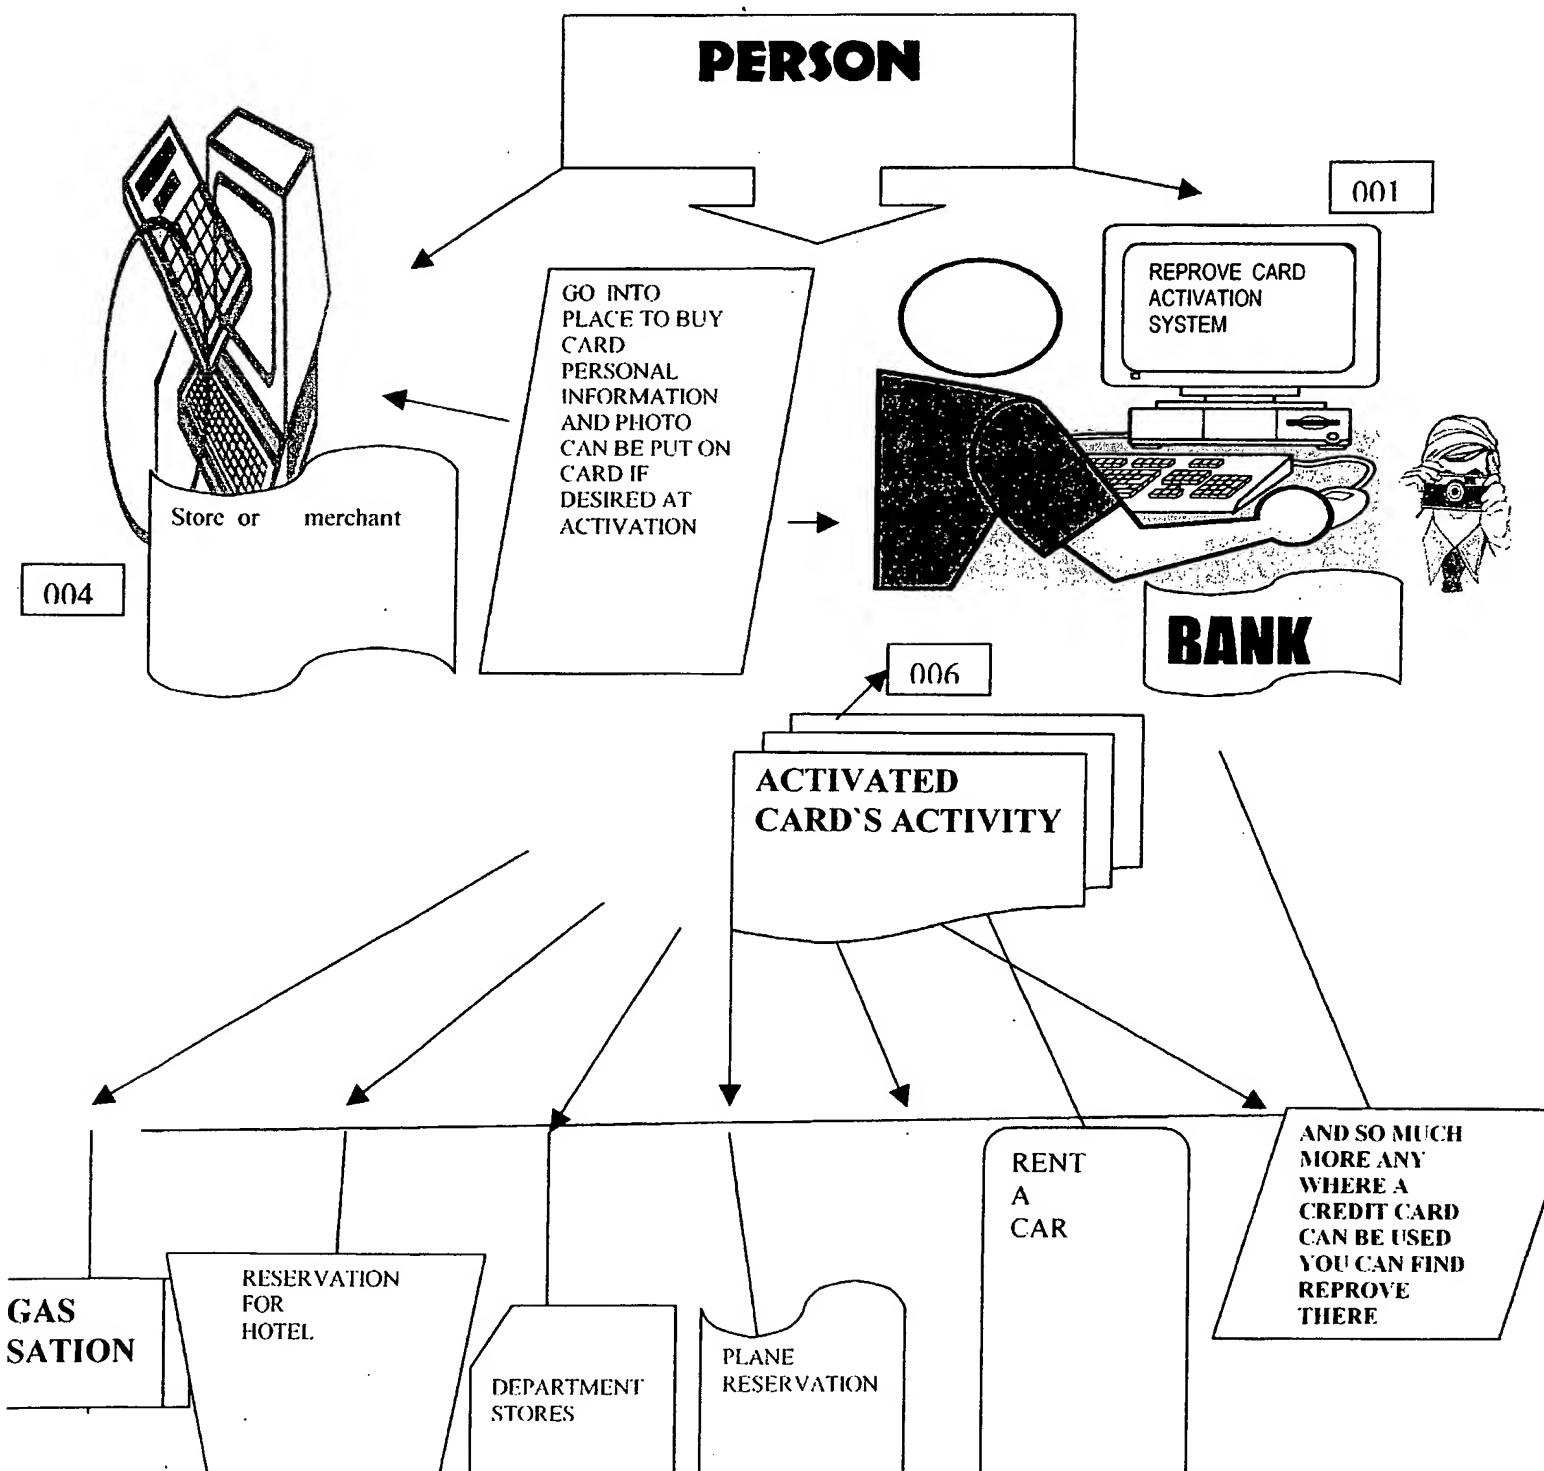 PERSON
001
REPROVE CARD
ACTIVATION
SYSTEM
GO INTO
PLACE TO BUY
CARD
PERSONAL
INFORMATION
AND PHOTO
CAN BE PUT ON
CARD IF
DESIRED AT
ACTIVATION
Store or merchant
004
BANK
006
ACTIVATED
CARD`S ACTIVITY
GAS
SATION
RESERVATION
FOR
HOTEL
DEPARTMENT
STORES
PLANE
RESERVATION
RENT
A
CAR
AND SO MUCH
MORE ANY
WHERE A
CREDIT CARD
CAN BE USED
YOU CAN FIND
REPROVE
THERE